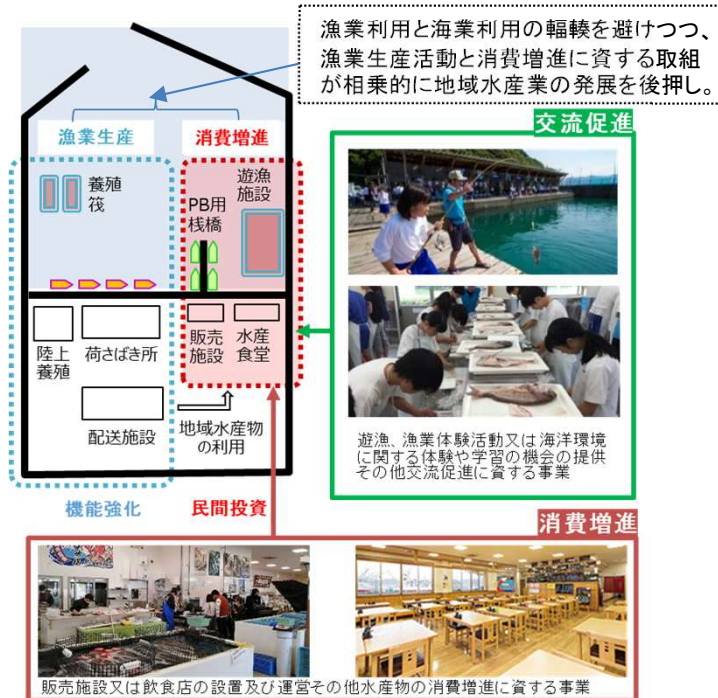 漁業利用と海業利用の輻輳を避けつつ、
漁業生産活動と消費増進に資する取組
が相乗的に地域水産業の発展を後押し。
漁業生産
消費増進
養殖
筏
PB用
桟橋
遊漁
施設
陸上
養殖
荷さばき所
販売
施設
水産
食堂
配送施設
地域水産物
の利用
機能強化
民間投資
交流促進
遊漁、漁業体験活動又は海洋環境
に関する体験や学習の機会の提供
その他交流促進に資する事業
消費増進
販売施設又は飲食店の設置及び運営その他水産物の消費増進に資する事業